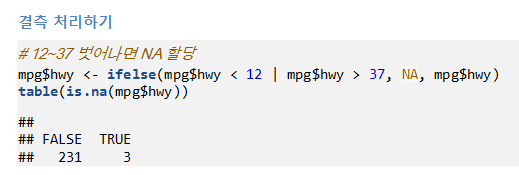 결측 처리하기
# 12~37 벗어나면 NA 할당
mpg$hwy <- ifelse(mpg$hwy < 12 | mpg$hwy > 37, NA, mpg$hwy)
table(is.na(mpg$hwy))
##
## FALSE  TRUE
##   231     3